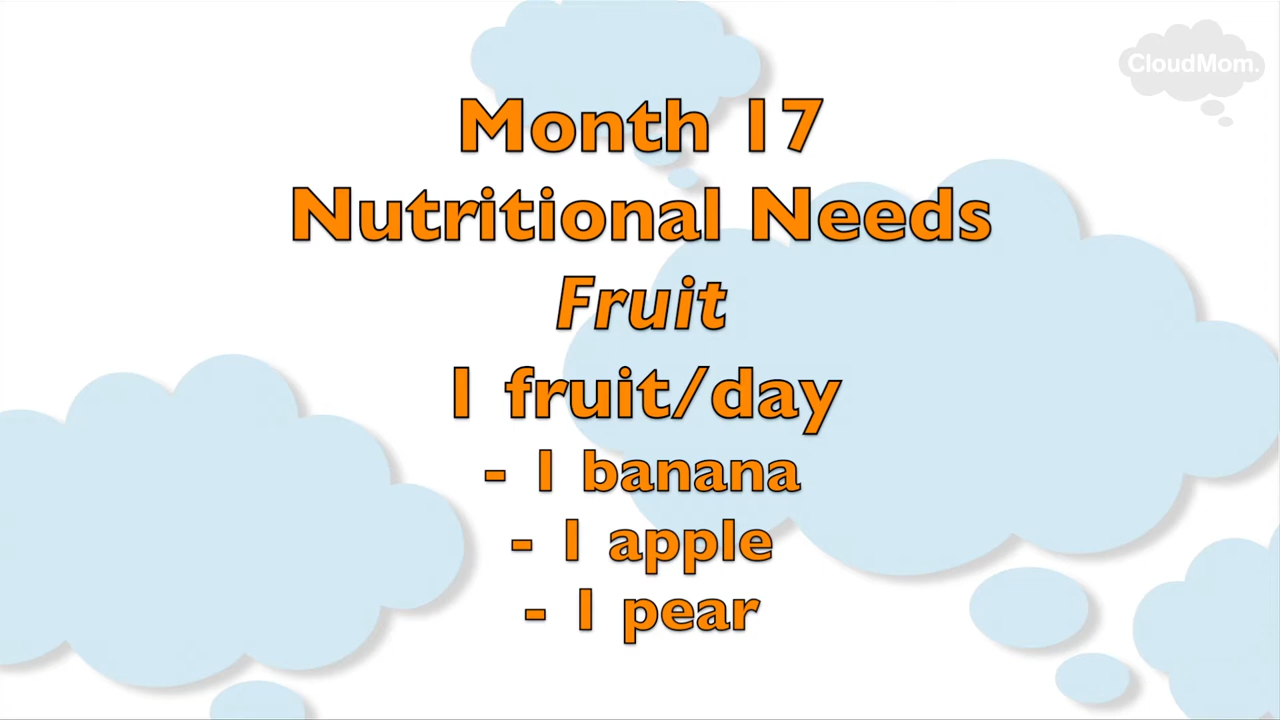 CloudMom.
Month 17
Nutritional Needs
Fruit
1 fruit/day
- 1 banana
- 1 apple
- 1 pear